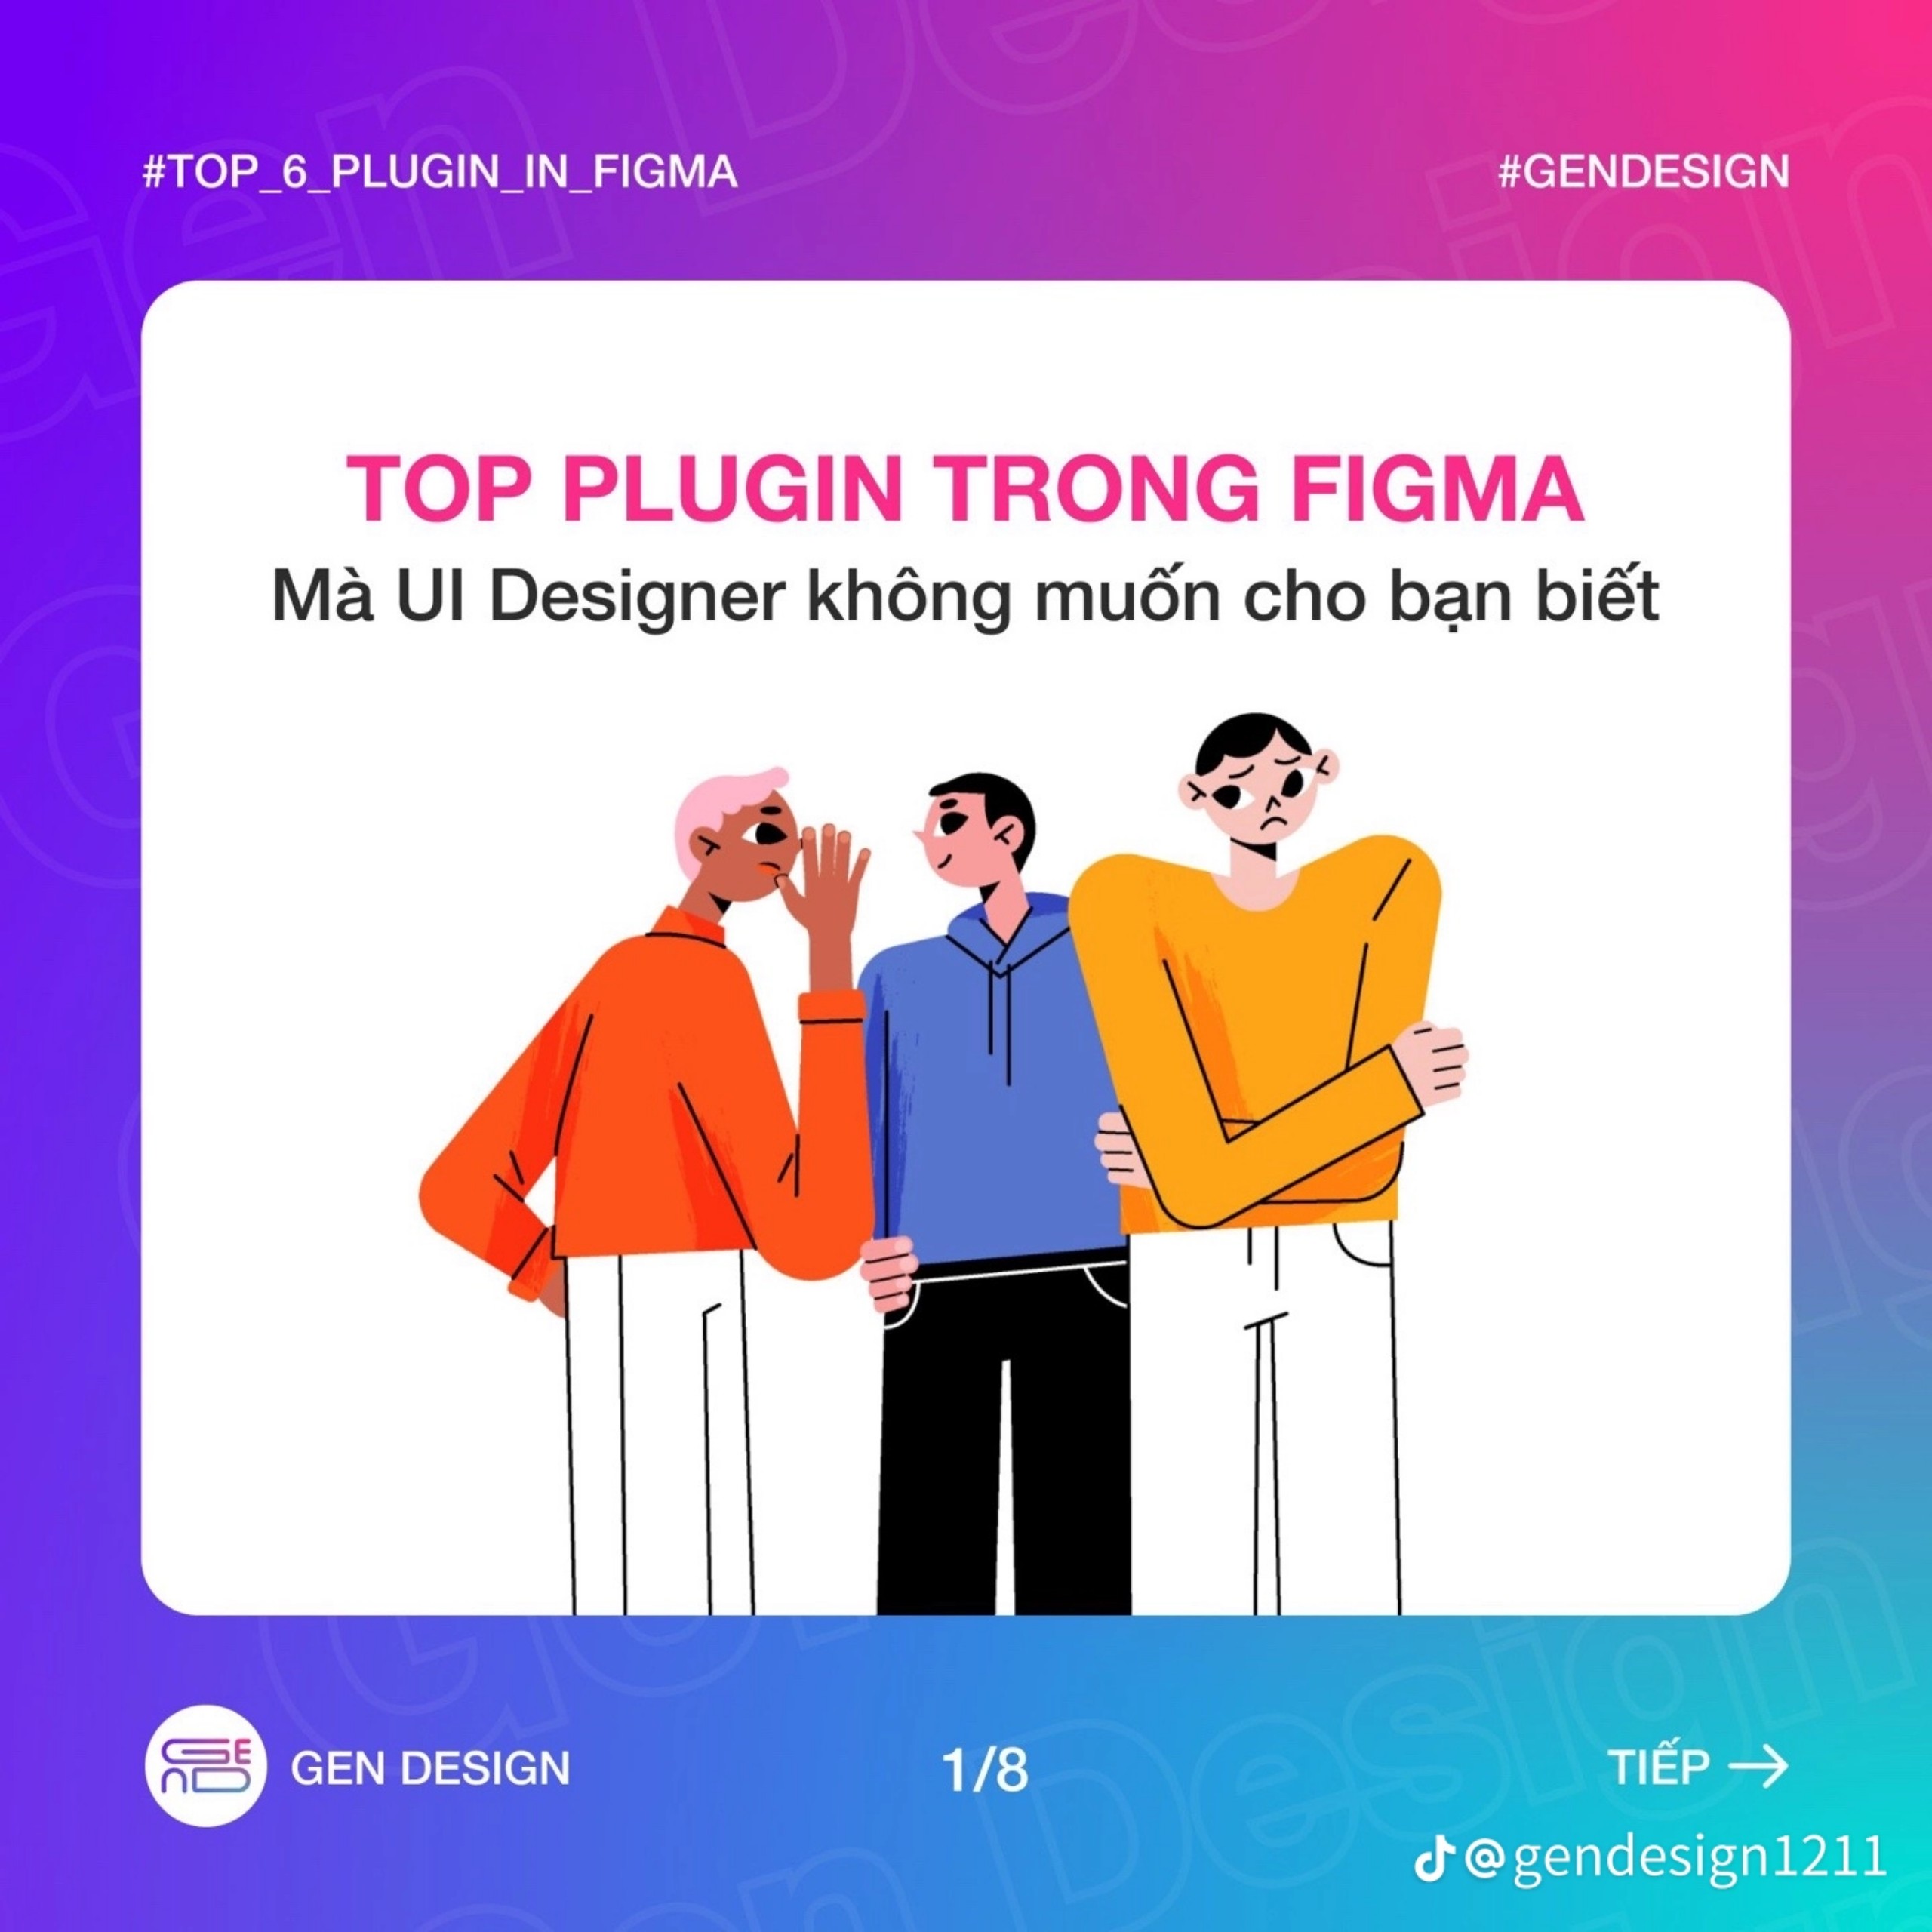 #TOP_6_PLUGIN_IN_FIGMA
#GENDESIGN
TOP PLUGIN TRONG FIGMA
Mà UI Designer không muốn cho bạn biết
GEN DESIGN
1/8
TIẾP →
@gendesign1211